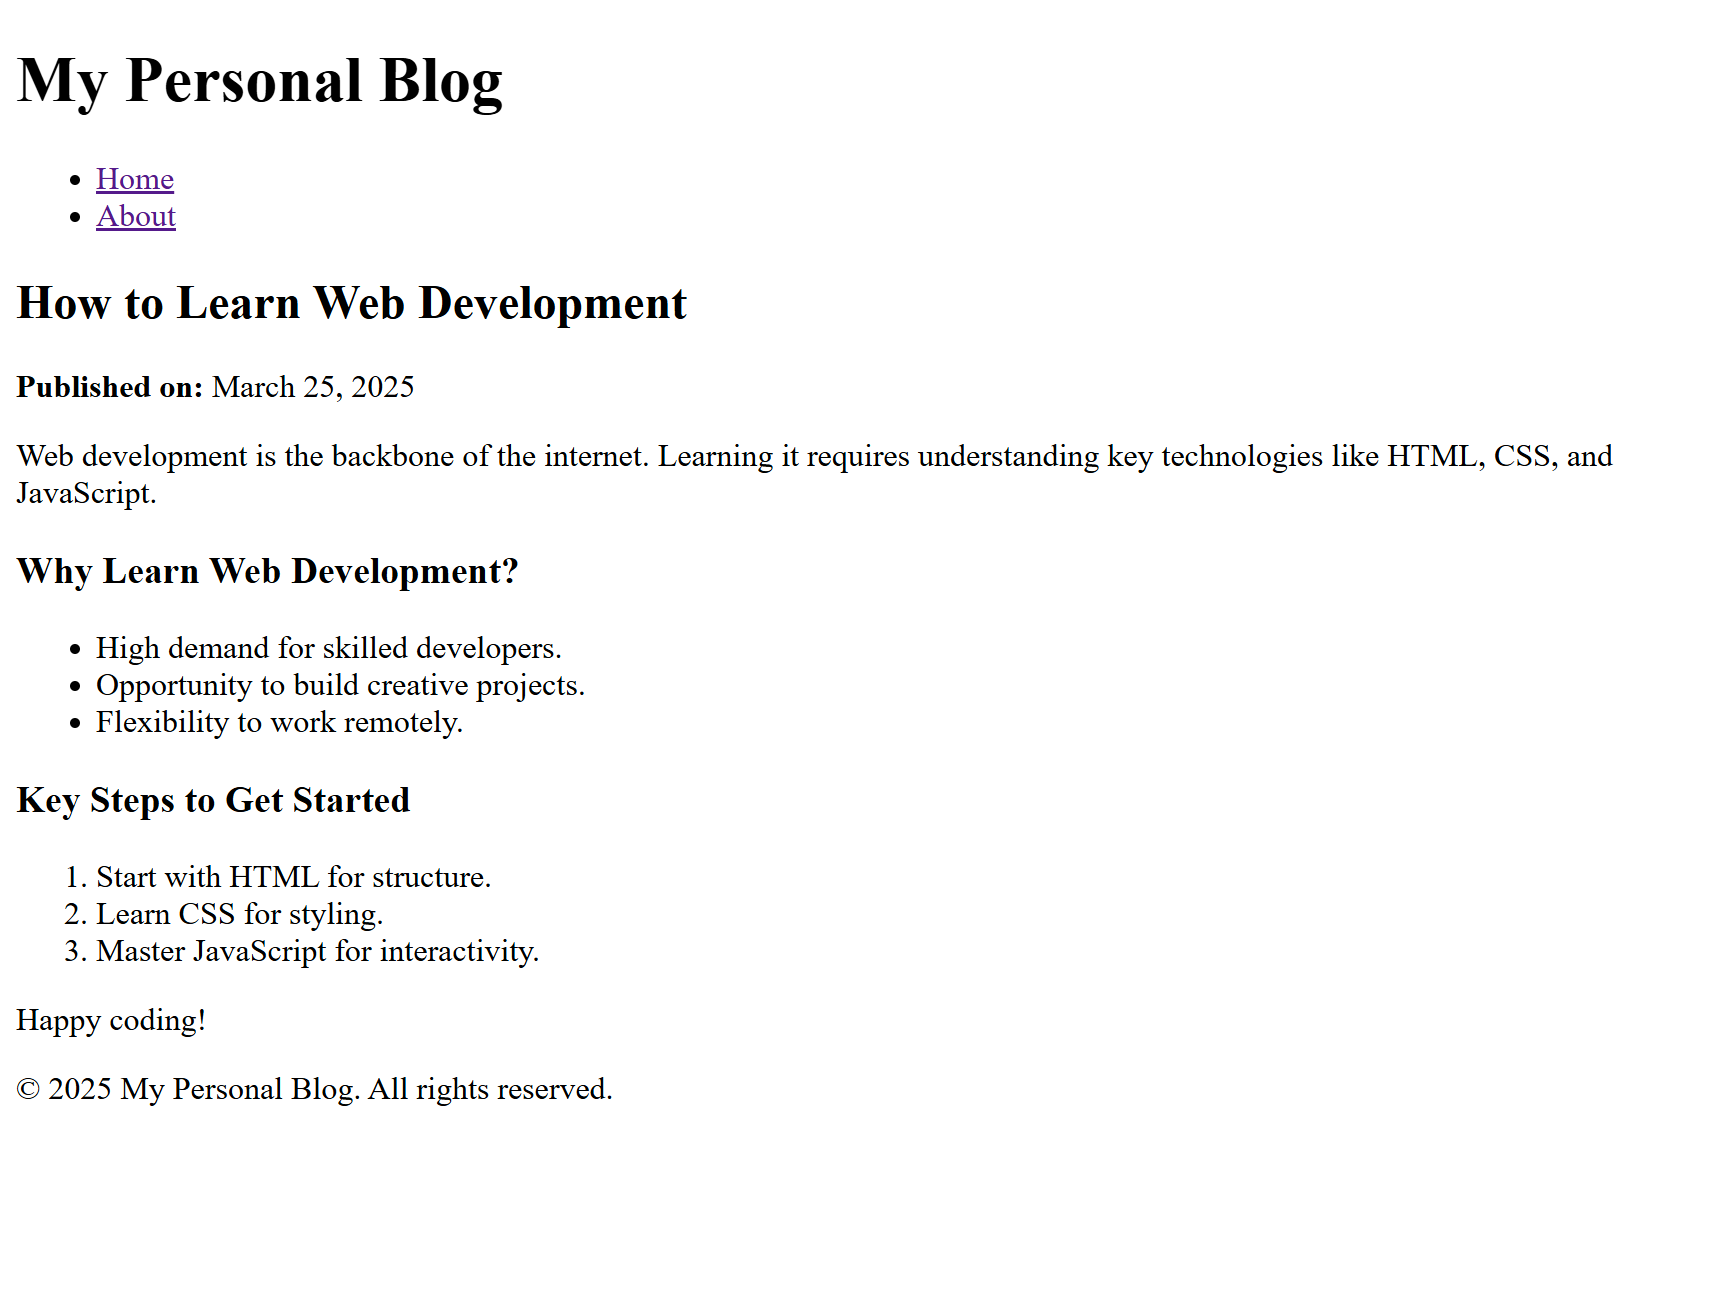 My Personal Blog
• Home
• About
How to Learn Web Development
Published on: March 25, 2025
Web development is the backbone of the internet. Learning it requires understanding key technologies like HTML, CSS, and
JavaScript.
Why Learn Web Development?
• High demand for skilled developers.
• Opportunity to build creative projects.
• Flexibility to work remotely.
Key Steps to Get Started
1. Start with HTML for structure.
2. Learn CSS for styling.
3. Master JavaScript for interactivity.
Happy coding!
© 2025 My Personal Blog. All rights reserved.